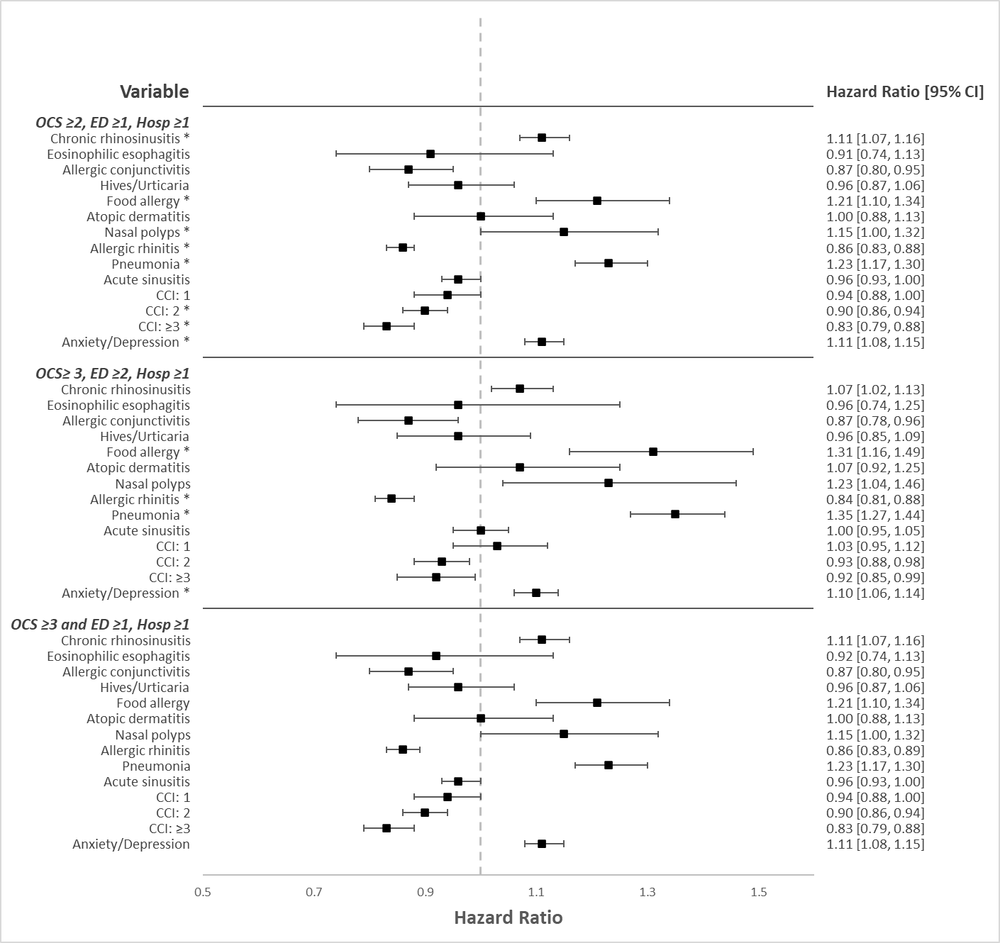 Variable Hazard Ratio [95% CI]
OCS ≥2, ED ≥1, Hosp ≥1
Chronic rhinosinusitis * 1.11 [1.07, 1.16]
Eosinophilic esophagitis 0.91 [0.74, 1.13]
Allergic conjunctivitis 0.87 [0.80, 0.95]
Hives/Urticaria 0.96 [0.87, 1.06]
Food allergy * 1.21 [1.10, 1.34]
Atopic dermatitis 1.00 [0.88, 1.13]
Nasal polyps * 1.15 [1.00, 1.32]
Allergic rhinitis * 0.86 [0.83, 0.88]
Pneumonia * 1.23 [1.17, 1.30]
Acute sinusitis 0.96 [0.93, 1.00]
CCI: 1 0.94 [0.88, 1.00]
CCI: 2 * 0.90 [0.86, 0.94]
CCI: ≥3 * 0.83 [0.79, 0.88]
Anxiety/Depression * 1.11 [1.08, 1.15]
OCS≥ 3, ED ≥2, Hosp ≥1
Chronic rhinosinusitis 1.07 [1.02, 1.13]
Eosinophilic esophagitis 0.96 [0.74, 1.25]
Allergic conjunctivitis 0.87 [0.78, 0.96]
Hives/Urticaria 0.96 [0.85, 1.09]
Food allergy * 1.31 [1.16, 1.49]
Atopic dermatitis 1.07 [0.92, 1.25]
Nasal polyps 1.23 [1.04, 1.46]
Allergic rhinitis * 0.84 [0.81, 0.88]
Pneumonia * 1.35 [1.27, 1.44]
Acute sinusitis 1.00 [0.95, 1.05]
CCI: 1 1.03 [0.95, 1.12]
CCI: 2 0.93 [0.88, 0.98]
CCI: ≥3 0.92 [0.85, 0.99]
Anxiety/Depression * 1.10 [1.06, 1.14]
OCS ≥3 and ED ≥1, Hosp ≥1
Chronic rhinosinusitis 1.11 [1.07, 1.16]
Eosinophilic esophagitis 0.92 [0.74, 1.13]
Allergic conjunctivitis 0.87 [0.80, 0.95]
Hives/Urticaria 0.96 [0.87, 1.06]
Food allergy 1.21 [1.10, 1.34]
Atopic dermatitis 1.00 [0.88, 1.13]
Nasal polyps 1.15 [1.00, 1.32]
Allergic rhinitis 0.86 [0.83, 0.89]
Pneumonia 1.23 [1.17, 1.30]
Acute sinusitis 0.96 [0.93, 1.00]
CCI: 1 0.94 [0.88, 1.00]
CCI: 2 0.90 [0.86, 0.94]
CCI: ≥3 0.83 [0.79, 0.88]
Anxiety/Depression 1.11 [1.08, 1.15]
0.5 0.7 0.9 1.1 1.3 1.5
Hazard Ratio